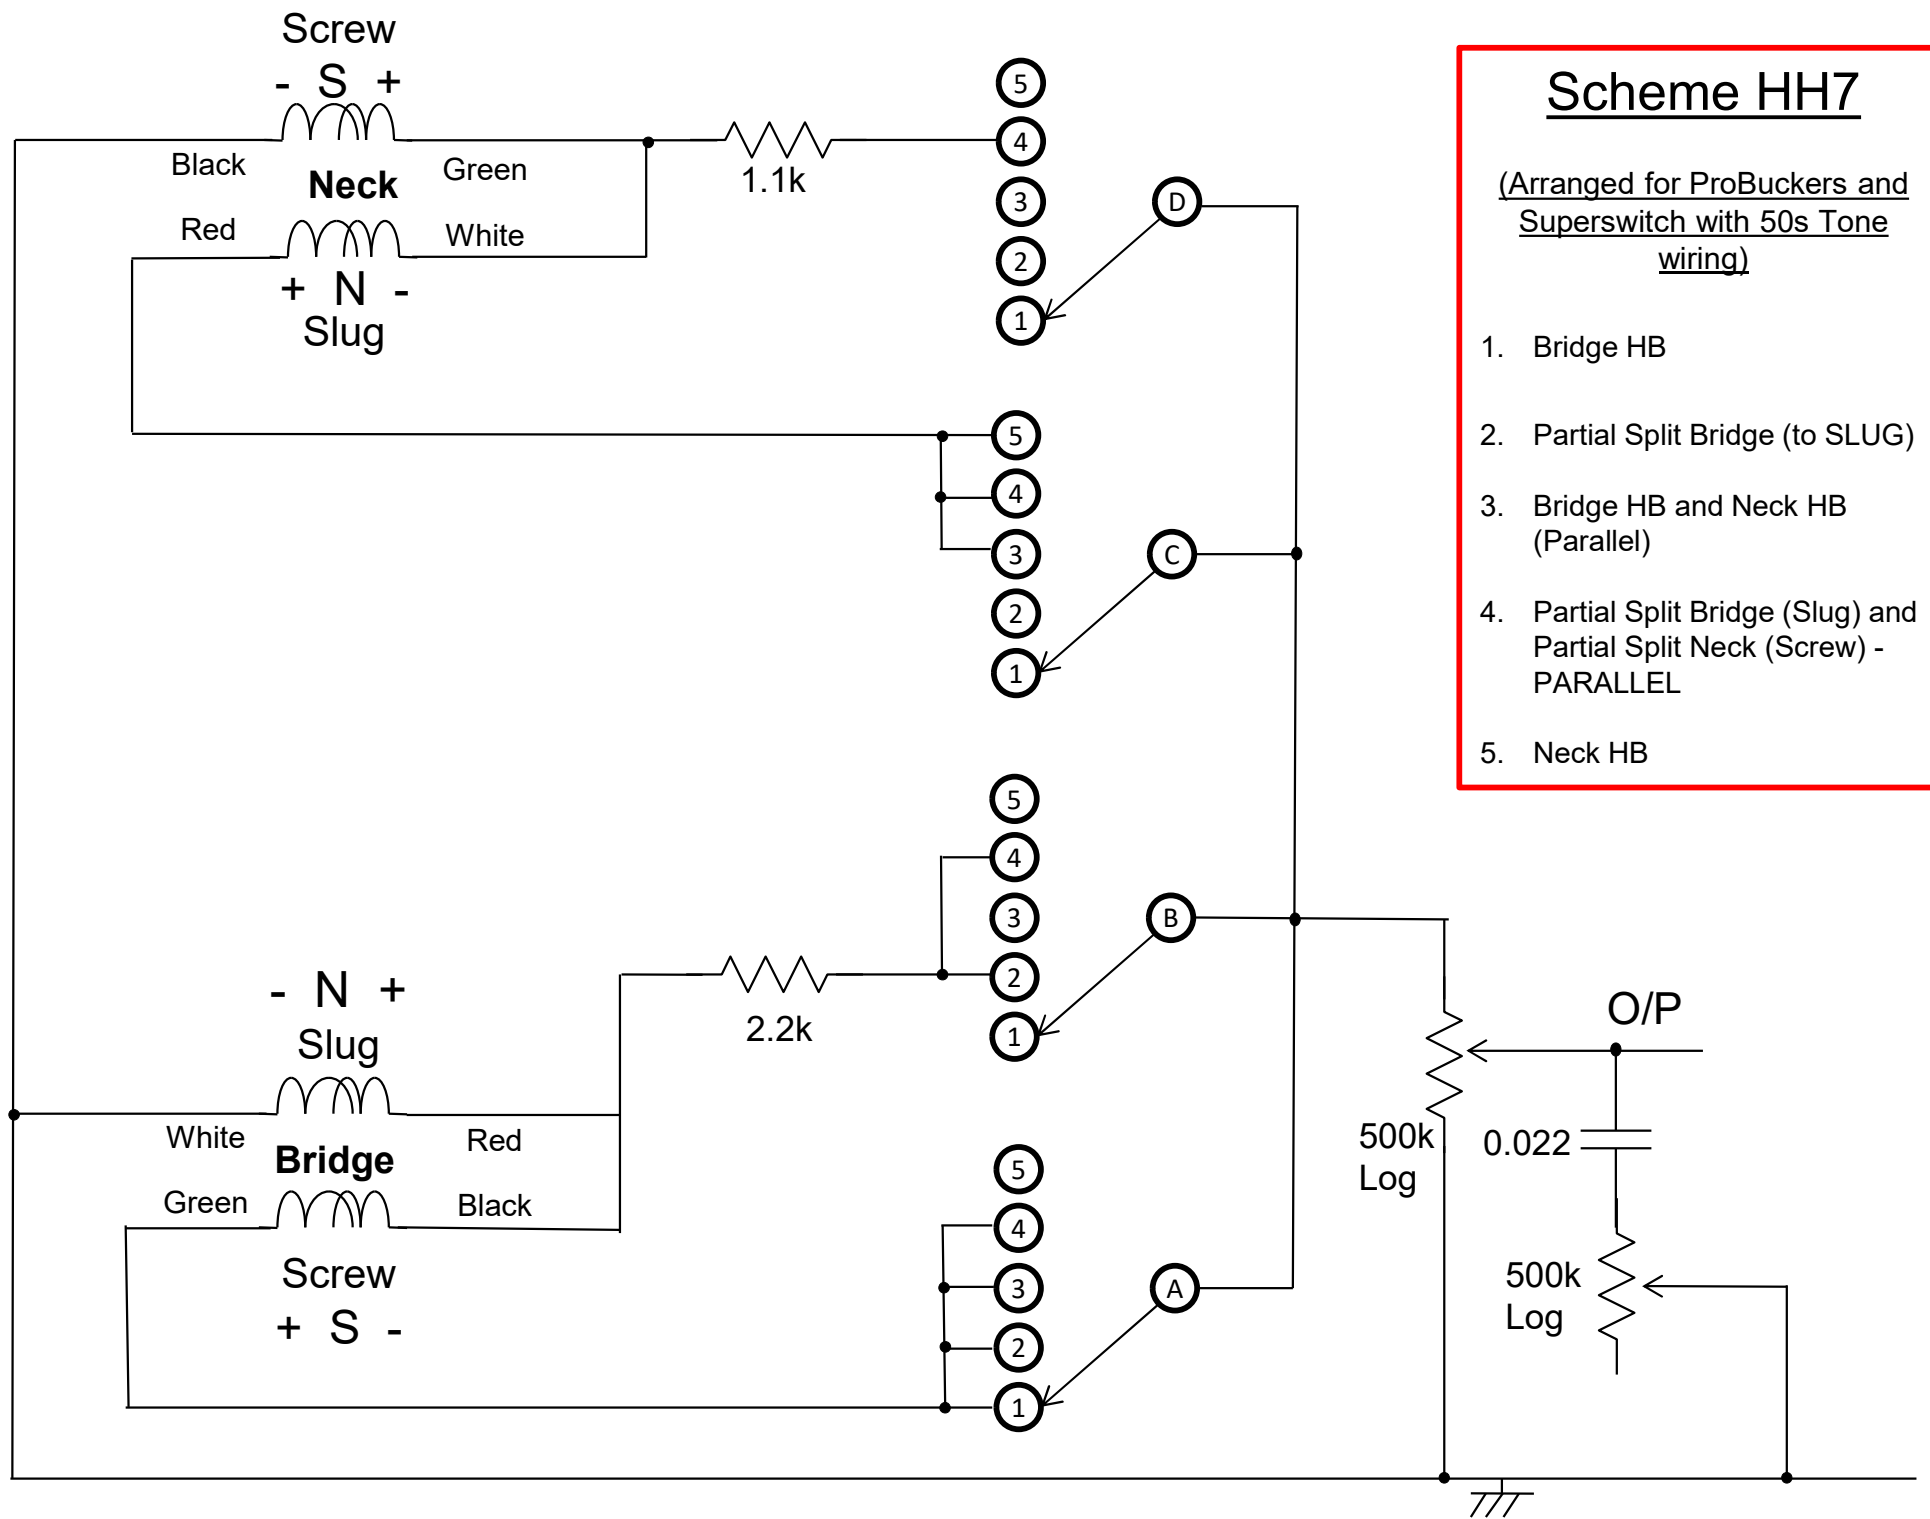 Screw
- S +
Black
Green
Neck
Red
White
+ N -
Slug
1.1k
5
4
3
2
1
D
5
4
3
2
1
C
5
4
3
2
1
B
- N +
Slug
2.2k
White
Red
Bridge
Green
Black
Screw
+ S -
5
4
3
2
1
A
O/P
500k
Log
0.022
500k
Log
Scheme HH7
(Arranged for ProBuckers and
Superswitch with 50s Tone
wiring)
1. Bridge HB
2. Partial Split Bridge (to SLUG)
3. Bridge HB and Neck HB
(Parallel)
4. Partial Split Bridge (Slug) and
Partial Split Neck (Screw) -
PARALLEL
5. Neck HB